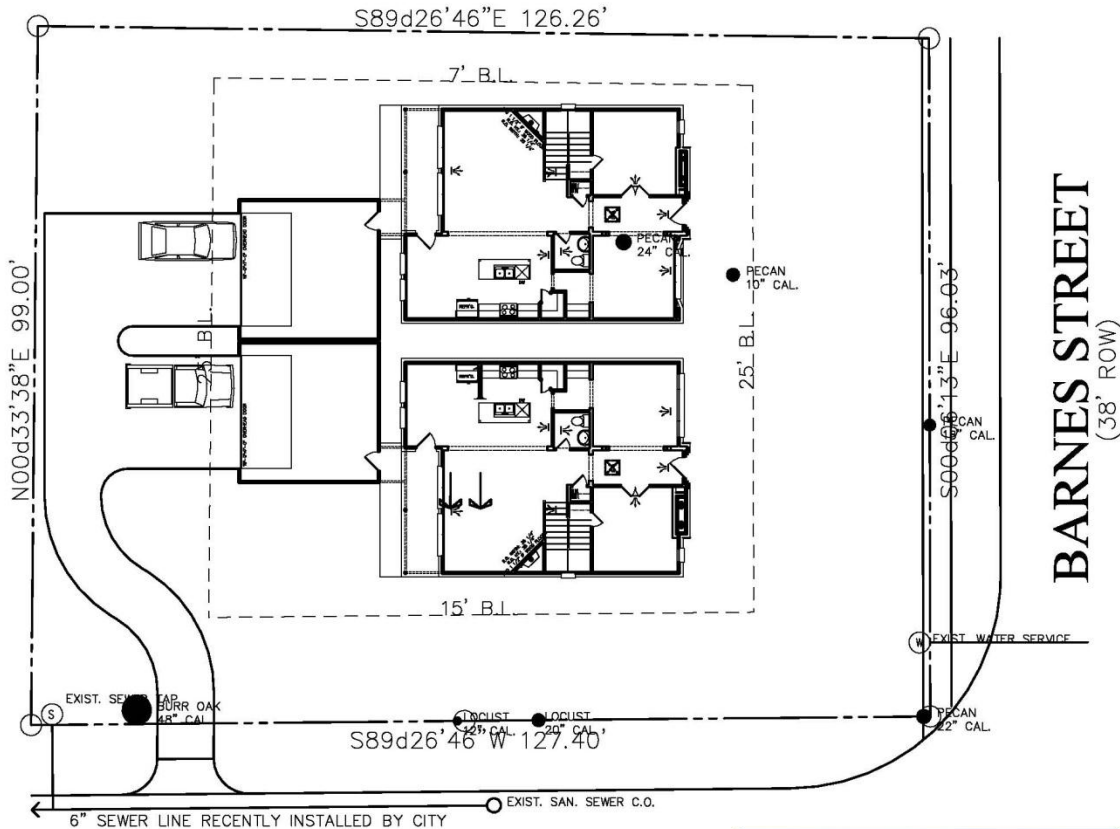 S89d26'46"E 126.26'
7' B.L.
PECAN
24" CAL.
PECAN
10" CAL.
N00d33'38"E 99.00'
B.L.
25' B.L.
PECAN
CAL.
BARNES STREET
(38' ROW)
15' B.L.
EXIST. WATER SERVICE
W
EXIST. SEWER TAP
S
BURR OAK
48" CAL
LOCUST
12" CAL.
LOCUST
20" CAL.
PECAN
22" CAL.
S89d26'46"W 127.40'
EXIST. SAN. SEWER C.O.
6" SEWER LINE RECENTLY INSTALLED BY CITY